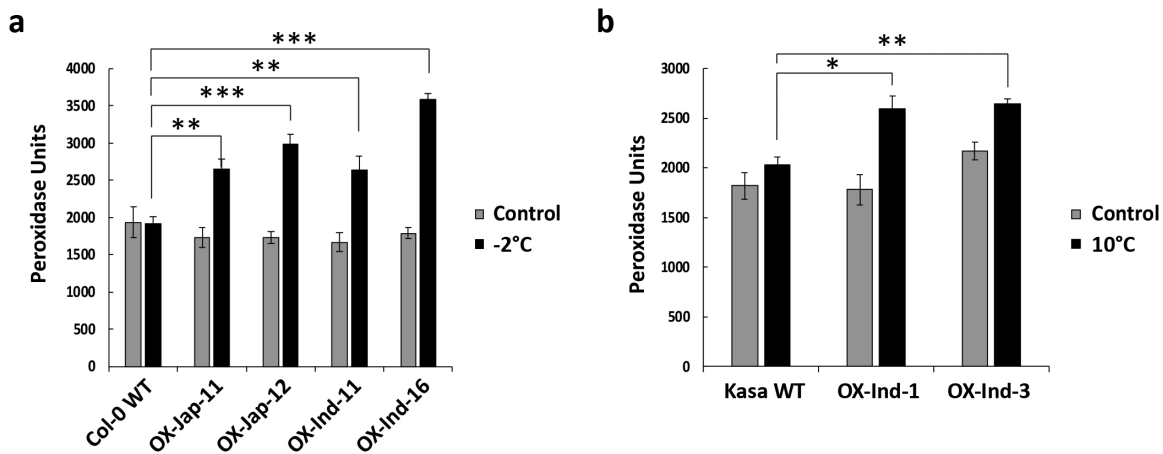 a
Peroxidase Units
4000
3500
3000
2500
2000
1500
1000
500
0
***
**
***
**
Col-0 WT
OX-Jap-11
OX-Jap-12
OX-Ind-11
OX-Ind-16
Control
-2°C
b
Peroxidase Units
3000
2500
2000
1500
1000
500
0
**
*
Kasa WT
OX-Ind-1
OX-Ind-3
Control
10°C